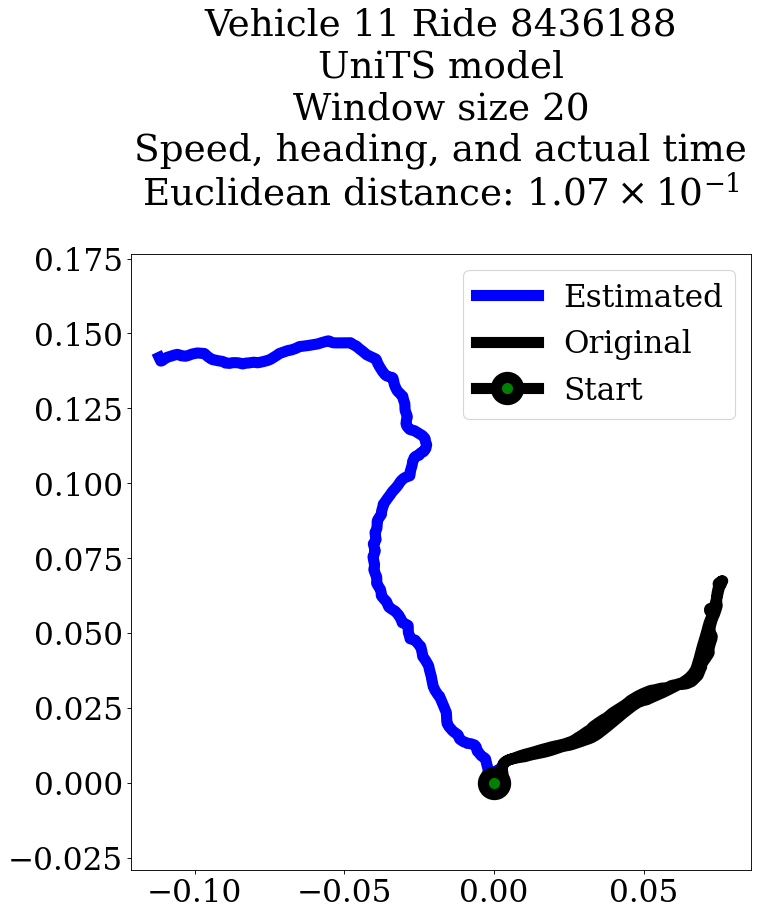 Vehicle 11 Ride 8436188
UniTS model
Window size 20
Speed, heading, and actual time
Euclidean distance: 1.07 × 10⁻¹
0.175
0.150
0.125
0.100
0.075
0.050
0.025
0.000
−0.025
Estimated
Original
Start
−0.10
−0.05
0.00
0.05